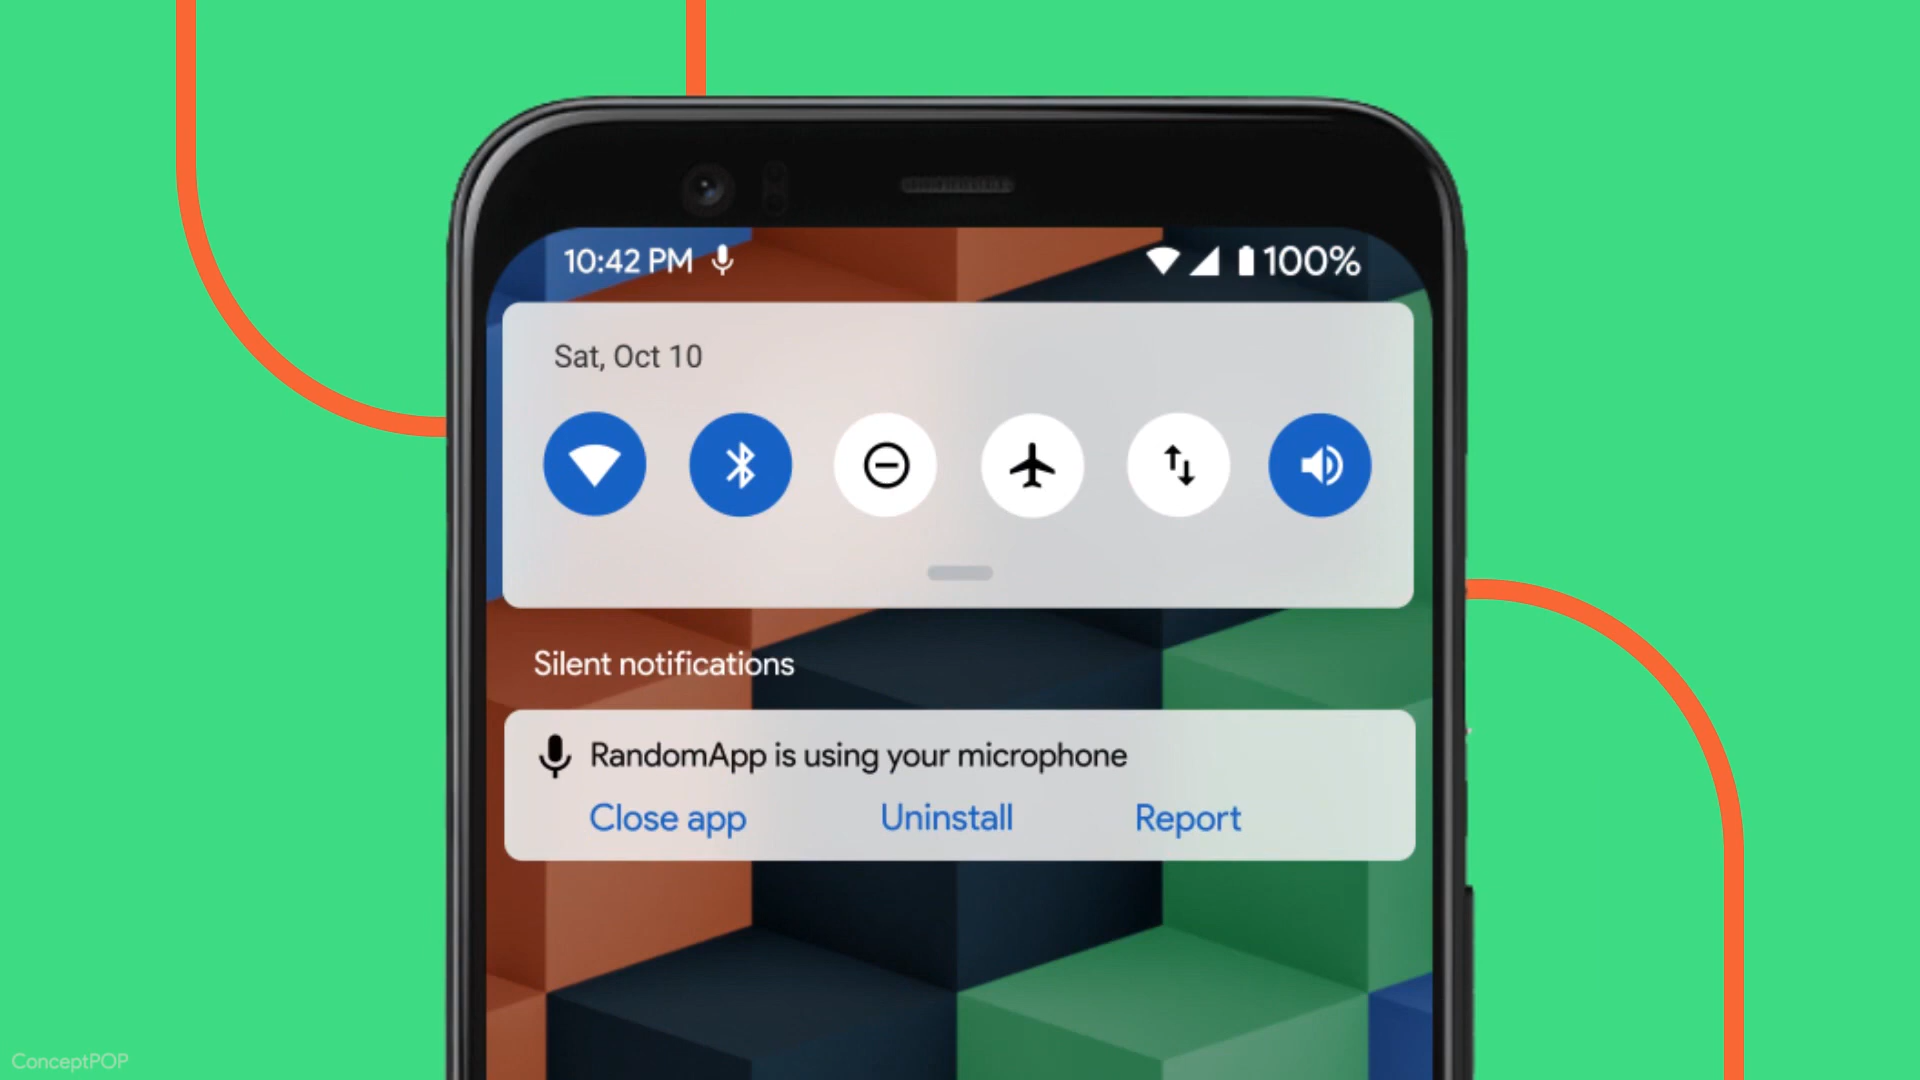 10:42 PM 100%
Sat, Oct 10
Silent notifications
RandomApp is using your microphone
Close app Uninstall Report
ConceptPOP